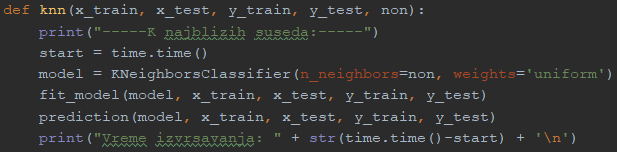 def knn(x_train, x_test, y_train, y_test, non):
    print("-----K najblizih suseda:-----")
    start = time.time()
    model = KNeighborsClassifier(n_neighbors=non, weights='uniform')
    fit_model(model, x_train, x_test, y_train, y_test)
    prediction(model, x_train, x_test, y_train, y_test)
    print("Vreme izvrsavanja: " + str(time.time()-start) + '\n')